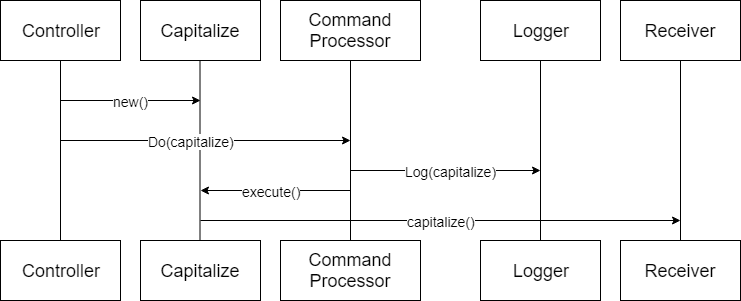 Controller
Capitalize
Command
Processor
Logger
Receiver
new()
Do(capitalize)
Log(capitalize)
execute()
capitalize()
Controller
Capitalize
Command
Processor
Logger
Receiver